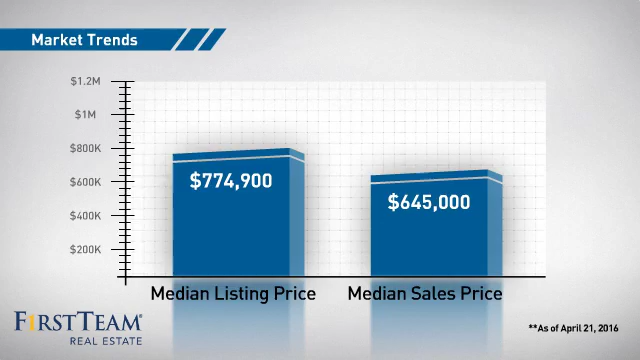 Market Trends
$1.2M
$1M
$800K
$600K
$400K
$200K
$774,900
$645,000
Median Listing Price
Median Sales Price
FIRSTTEAM®
REAL ESTATE
**As of April 21, 2016